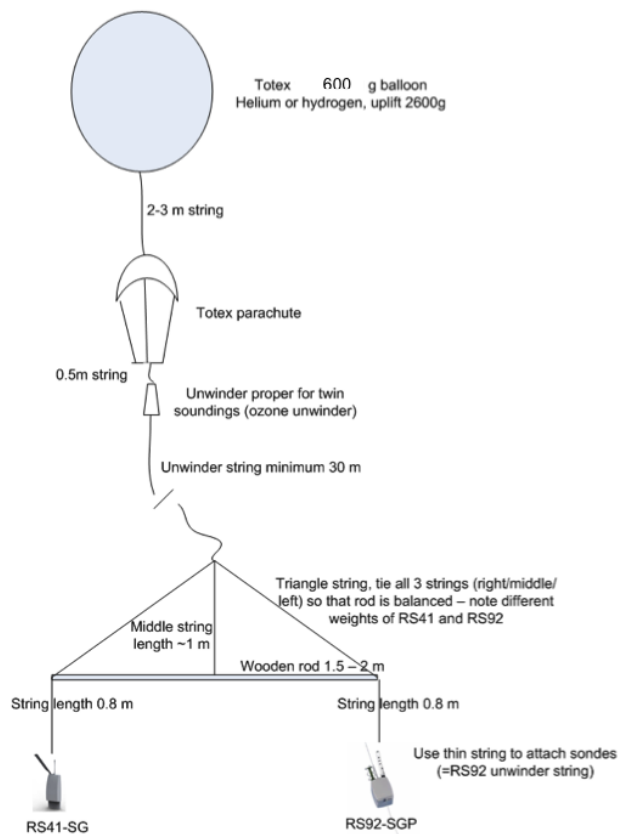 Totex 600 g balloon
Helium or hydrogen, uplift 2600g
2-3 m string
Totex parachute
0.5m string
Unwinder proper for twin
soundings (ozone unwinder)
Unwinder string minimum 30 m
Triangle string, tie all 3 strings (right/middle/
left) so that rod is balanced – note different
weights of RS41 and RS92
Middle string
length ~1 m
Wooden rod 1.5 – 2 m
String length 0.8 m
String length 0.8 m
Use thin string to attach sondes
(=RS92 unwinder string)
RS41-SG
RS92-SGP